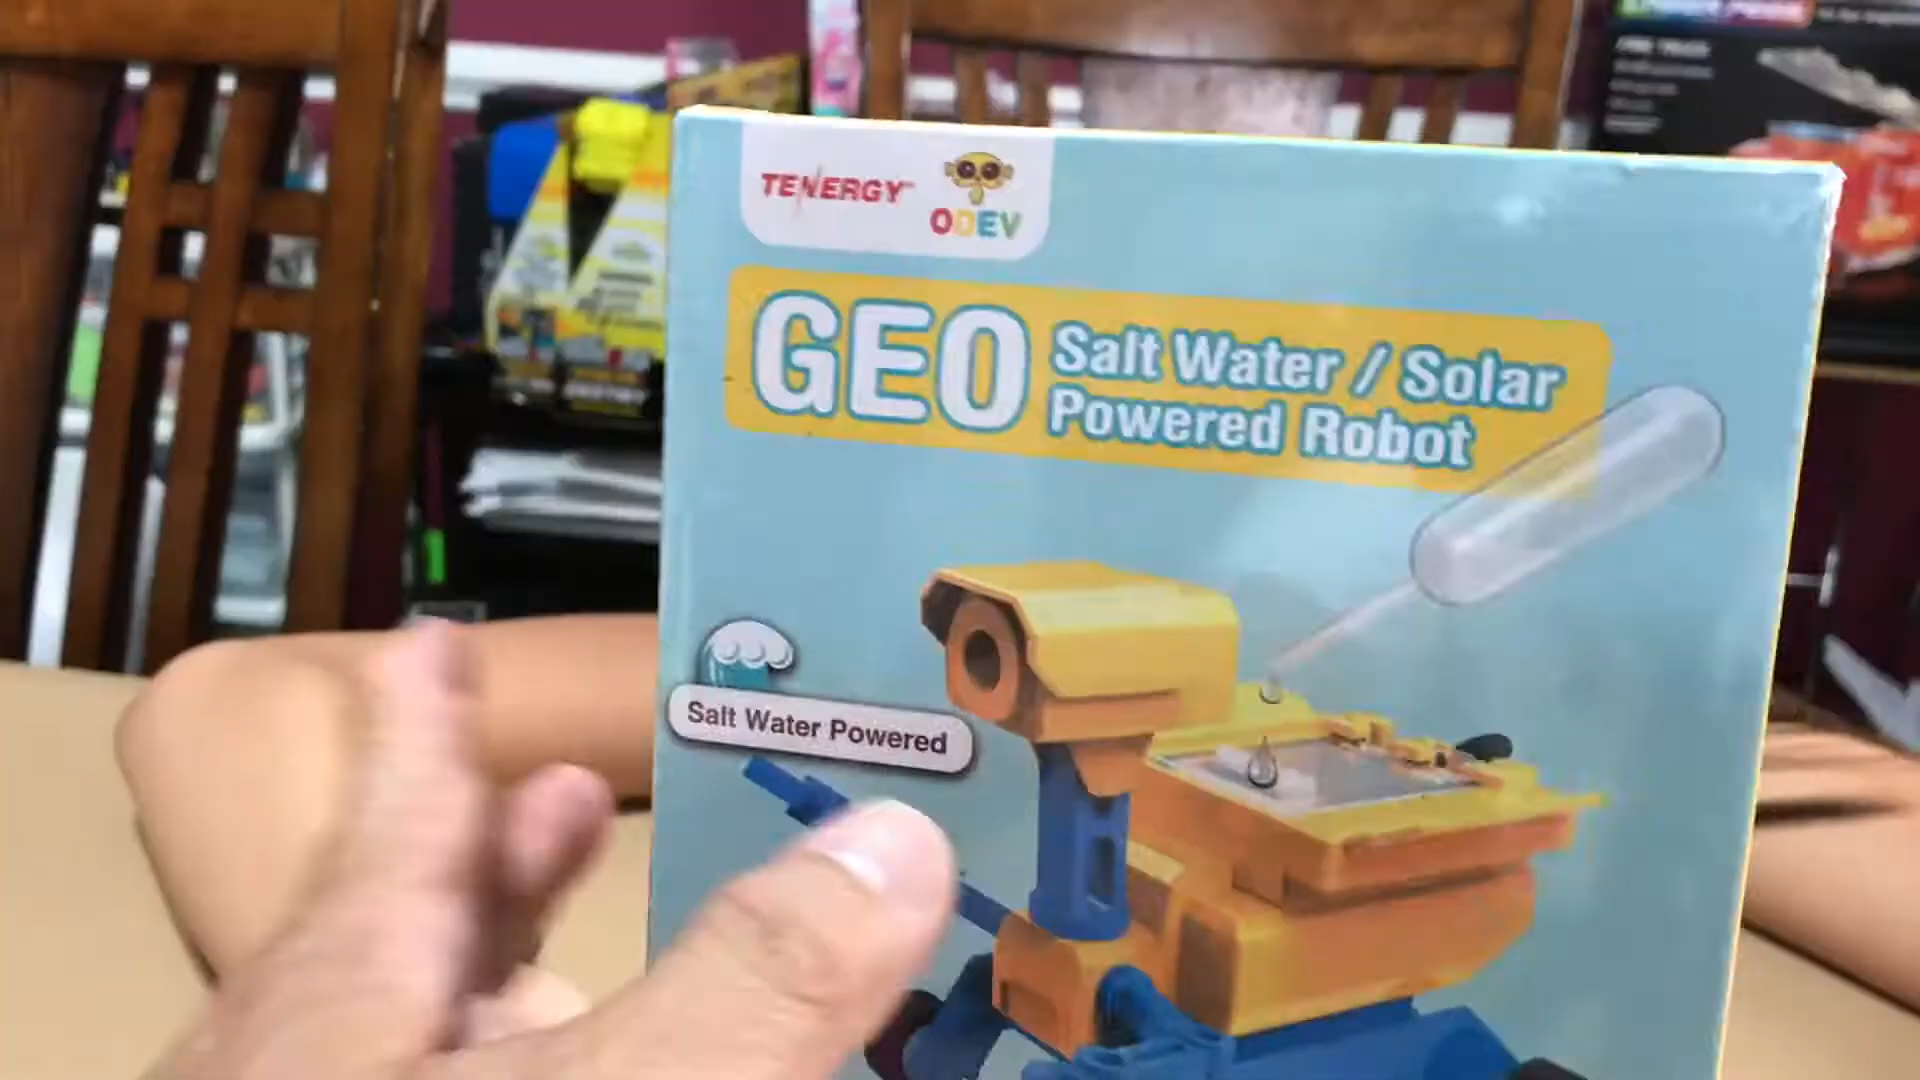 TENERGY
ODEV
GEO
Salt Water / Solar
Powered Robot
Salt Water Powered